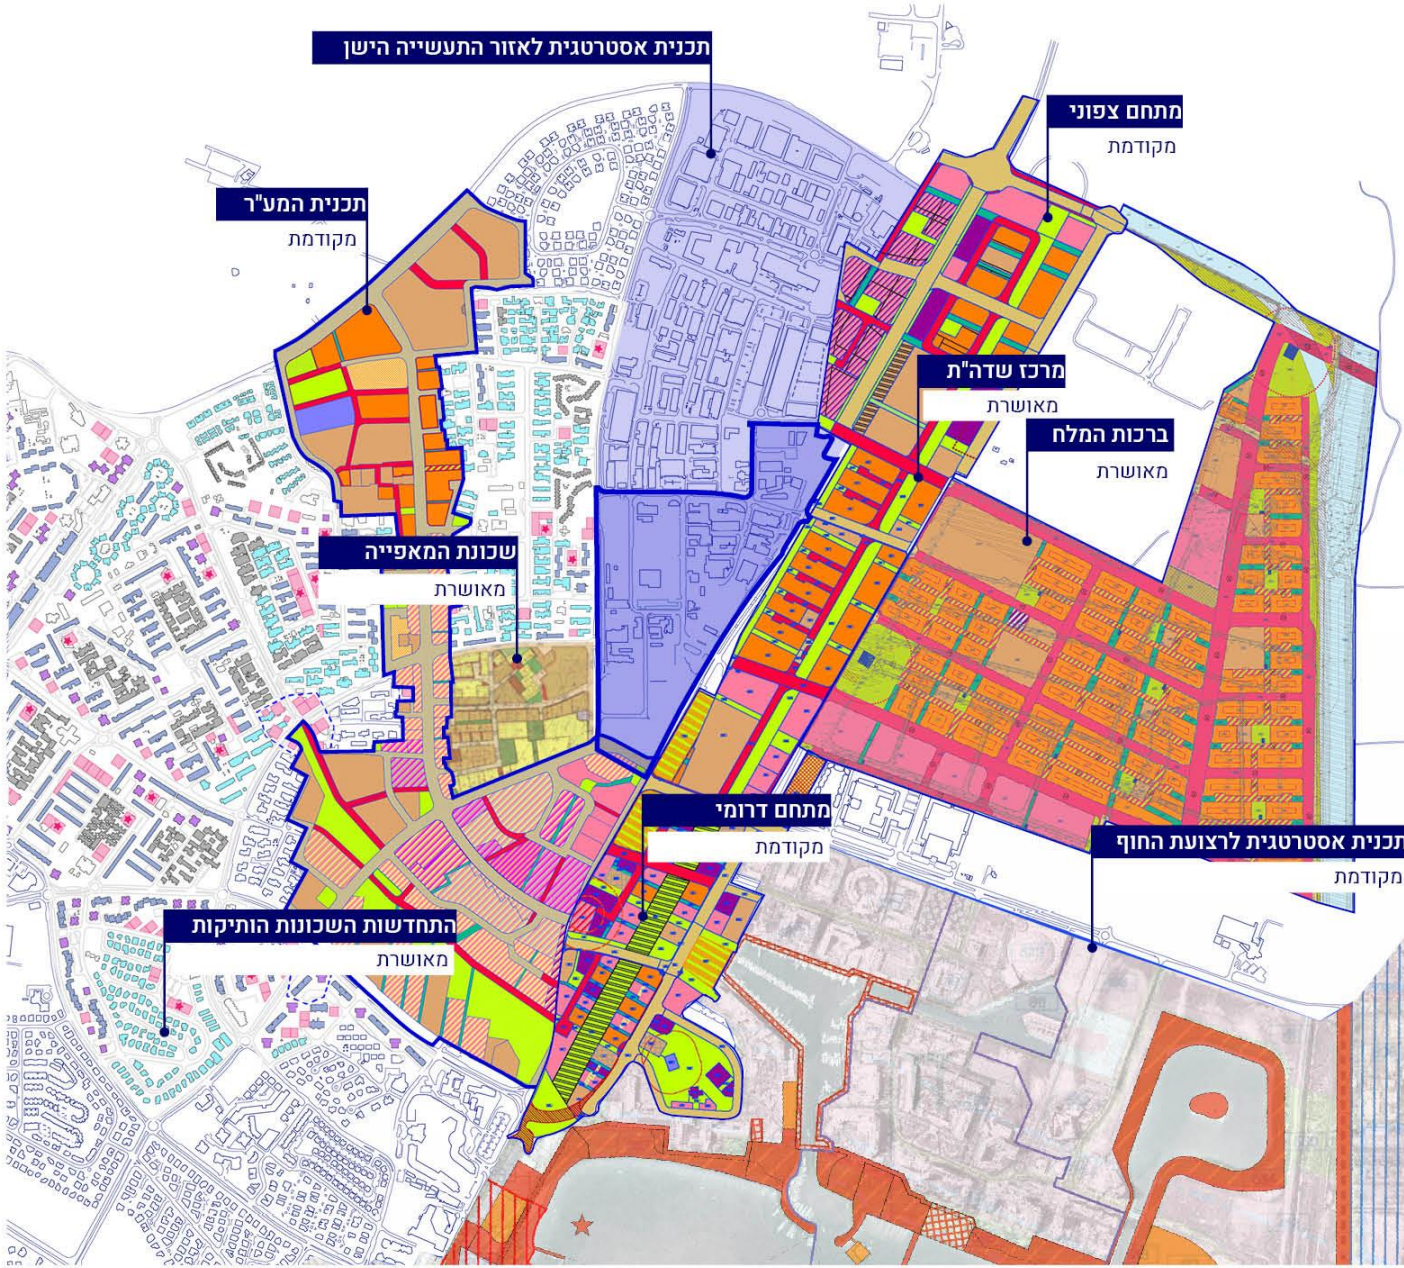 תכנית אסטרטגית לאזור התעשייה הישן
מתחם צפוני
מקודמת
תכנית המע"ר
מקודמת
מרכז שדה"ת
מאושרת
ברכות המלח
מאושרת
שכונת המאפייה
מאושרת
מתחם דרומי
מקודמת
תכנית אסטרטגית לרצועת החוף
מקודמת
התחדשות השכונות הותיקות
מאושרת